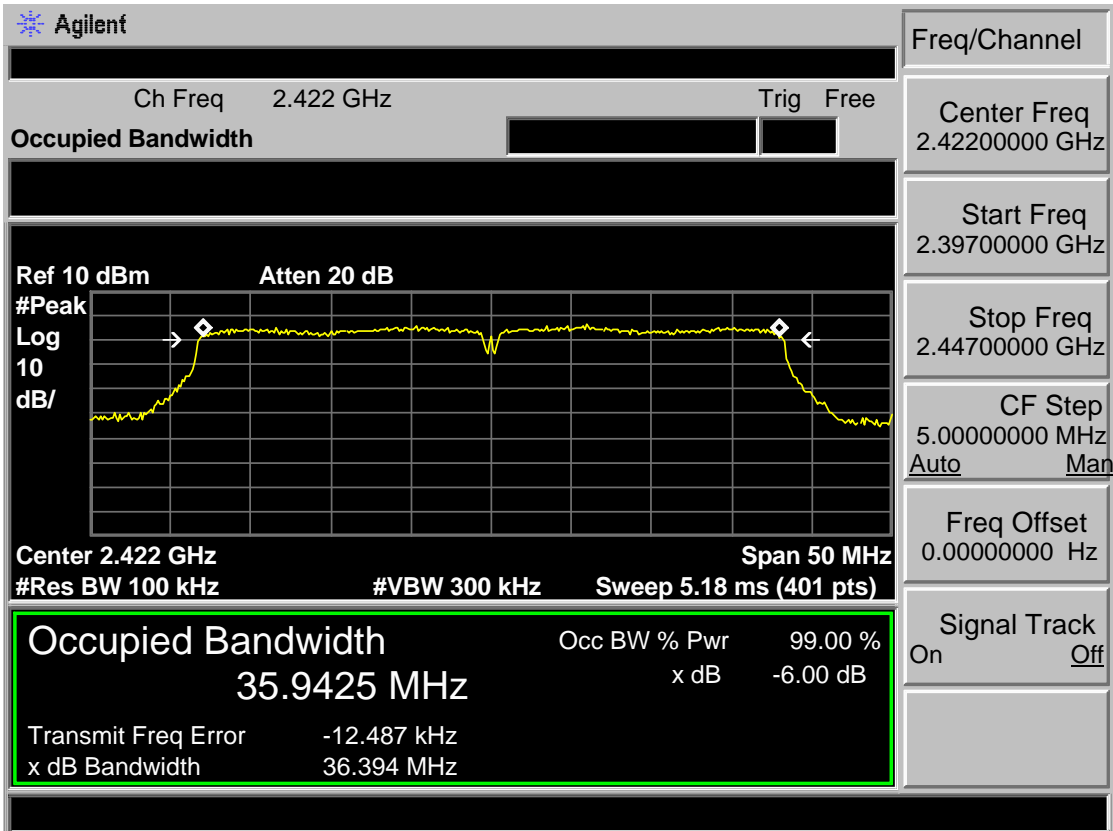 Agilent
Freq/Channel
Ch Freq 2.422 GHz Trig Free
Occupied Bandwidth
Center Freq
2.42200000 GHz
Start Freq
2.39700000 GHz
Stop Freq
2.44700000 GHz
CF Step
5.00000000 MHz
Auto Man
Freq Offset
0.00000000 Hz
Signal Track
On Off
Ref 10 dBm Atten 20 dB
#Peak
Log
10
dB/
Center 2.422 GHz Span 50 MHz
#Res BW 100 kHz #VBW 300 kHz Sweep 5.18 ms (401 pts)
Occupied Bandwidth Occ BW % Pwr 99.00 %
35.9425 MHz x dB -6.00 dB
Transmit Freq Error -12.487 kHz
x dB Bandwidth 36.394 MHz